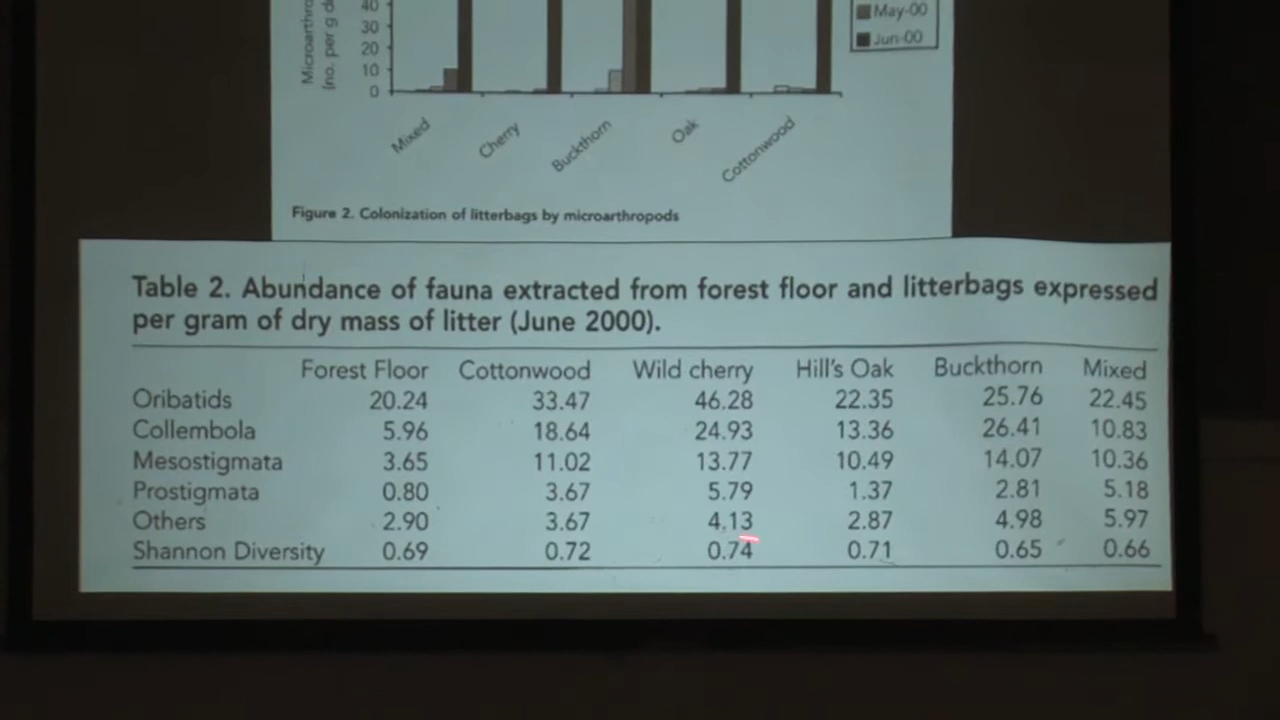 40
30
20
10
0
May-00
Jun-00
Mixed
Cherry
Buckthorn
Oak
Cottonwood
Figure 2. Colonization of litterbags by microarthropods
Table 2. Abundance of fauna extracted from forest floor and litterbags expressed
per gram of dry mass of litter (June 2000).
Forest Floor Cottonwood Wild cherry Hill's Oak Buckthorn Mixed
Oribatids 20.24 33.47 46.28 22.35 25.76 22.45
Collembola 5.96 18.64 24.93 13.36 26.41 10.83
Mesostigmata 3.65 11.02 13.77 10.49 14.07 10.36
Prostigmata 0.80 3.67 5.79 1.37 2.81 5.18
Others 2.90 3.67 4.13 2.87 4.98 5.97
Shannon Diversity 0.69 0.72 0.74 0.71 0.65 0.66